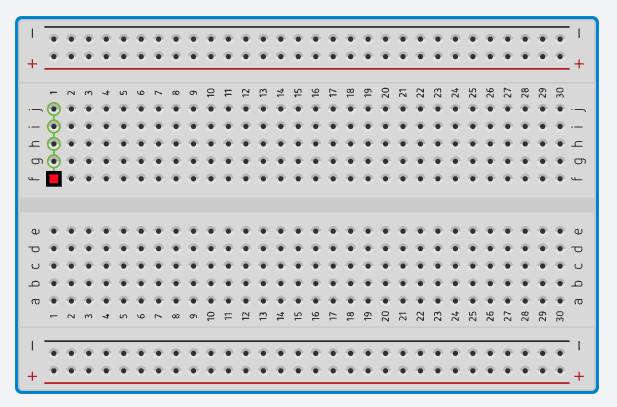 − −
+ +
1 2 3 4 5 6 7 8 9 10 11 12 13 14 15 16 17 18 19 20 21 22 23 24 25 26 27 28 29 30
j j
i i
h h
g g
f f
e e
d d
c c
b b
a a
1 2 3 4 5 6 7 8 9 10 11 12 13 14 15 16 17 18 19 20 21 22 23 24 25 26 27 28 29 30
− −
+ +